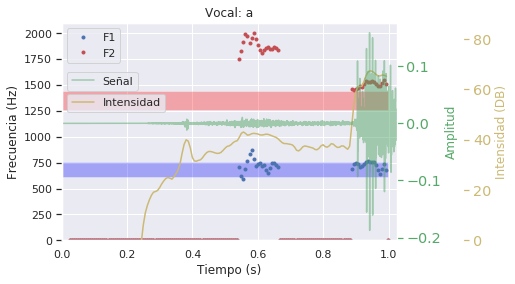 Vocal: a
F1
F2
Señal
Intensidad
Frecuencia (Hz)
2000
1750
1500
1250
1000
750
500
250
0
0.0
0.2
0.4
0.6
0.8
1.0
Tiempo (s)
0.1
0.0
−0.1
−0.2
Amplitud
80
60
40
20
0
Intensidad (DB)